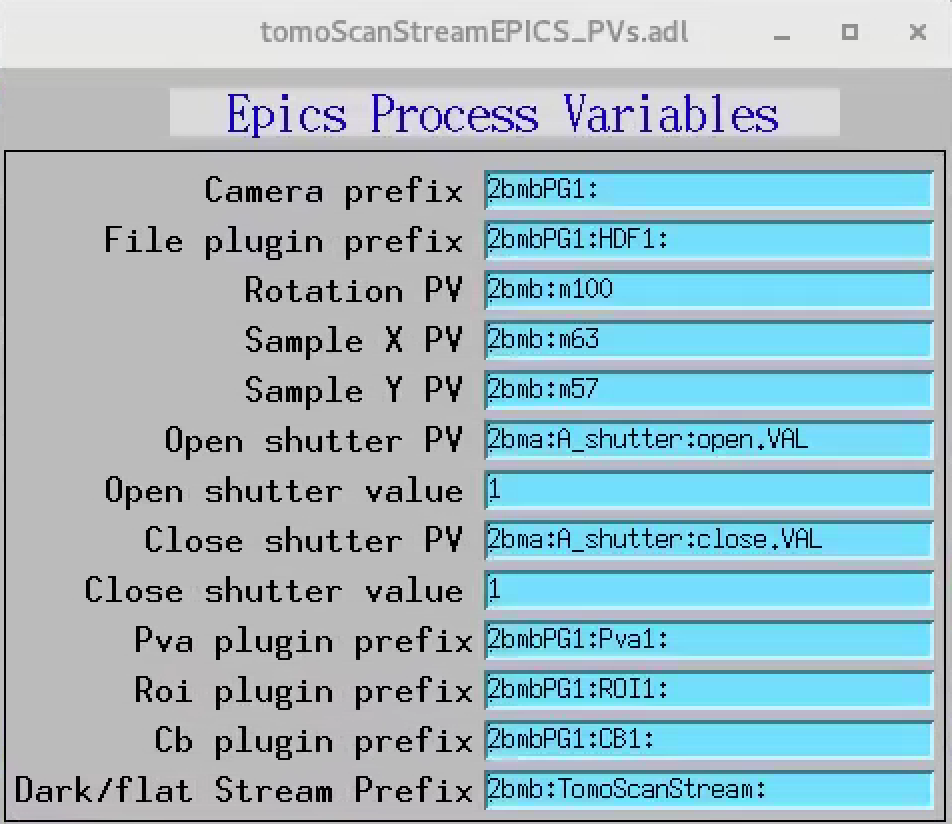 tomoScanStreamEPICS_PVs.adl
Epics Process Variables
Camera prefix 2bmbPG1:
File plugin prefix 2bmbPG1:HDF1:
Rotation PV 2bmb:m100
Sample X PV 2bmb:m63
Sample Y PV 2bmb:m57
Open shutter PV 2bma:A_shutter:open.VAL
Open shutter value 1
Close shutter PV 2bma:A_shutter:close.VAL
Close shutter value 1
Pva plugin prefix 2bmbPG1:Pva1:
Roi plugin prefix 2bmbPG1:ROI1:
Cb plugin prefix 2bmbPG1:CB1:
Dark/flat Stream Prefix 2bmb:TomoScanStream: